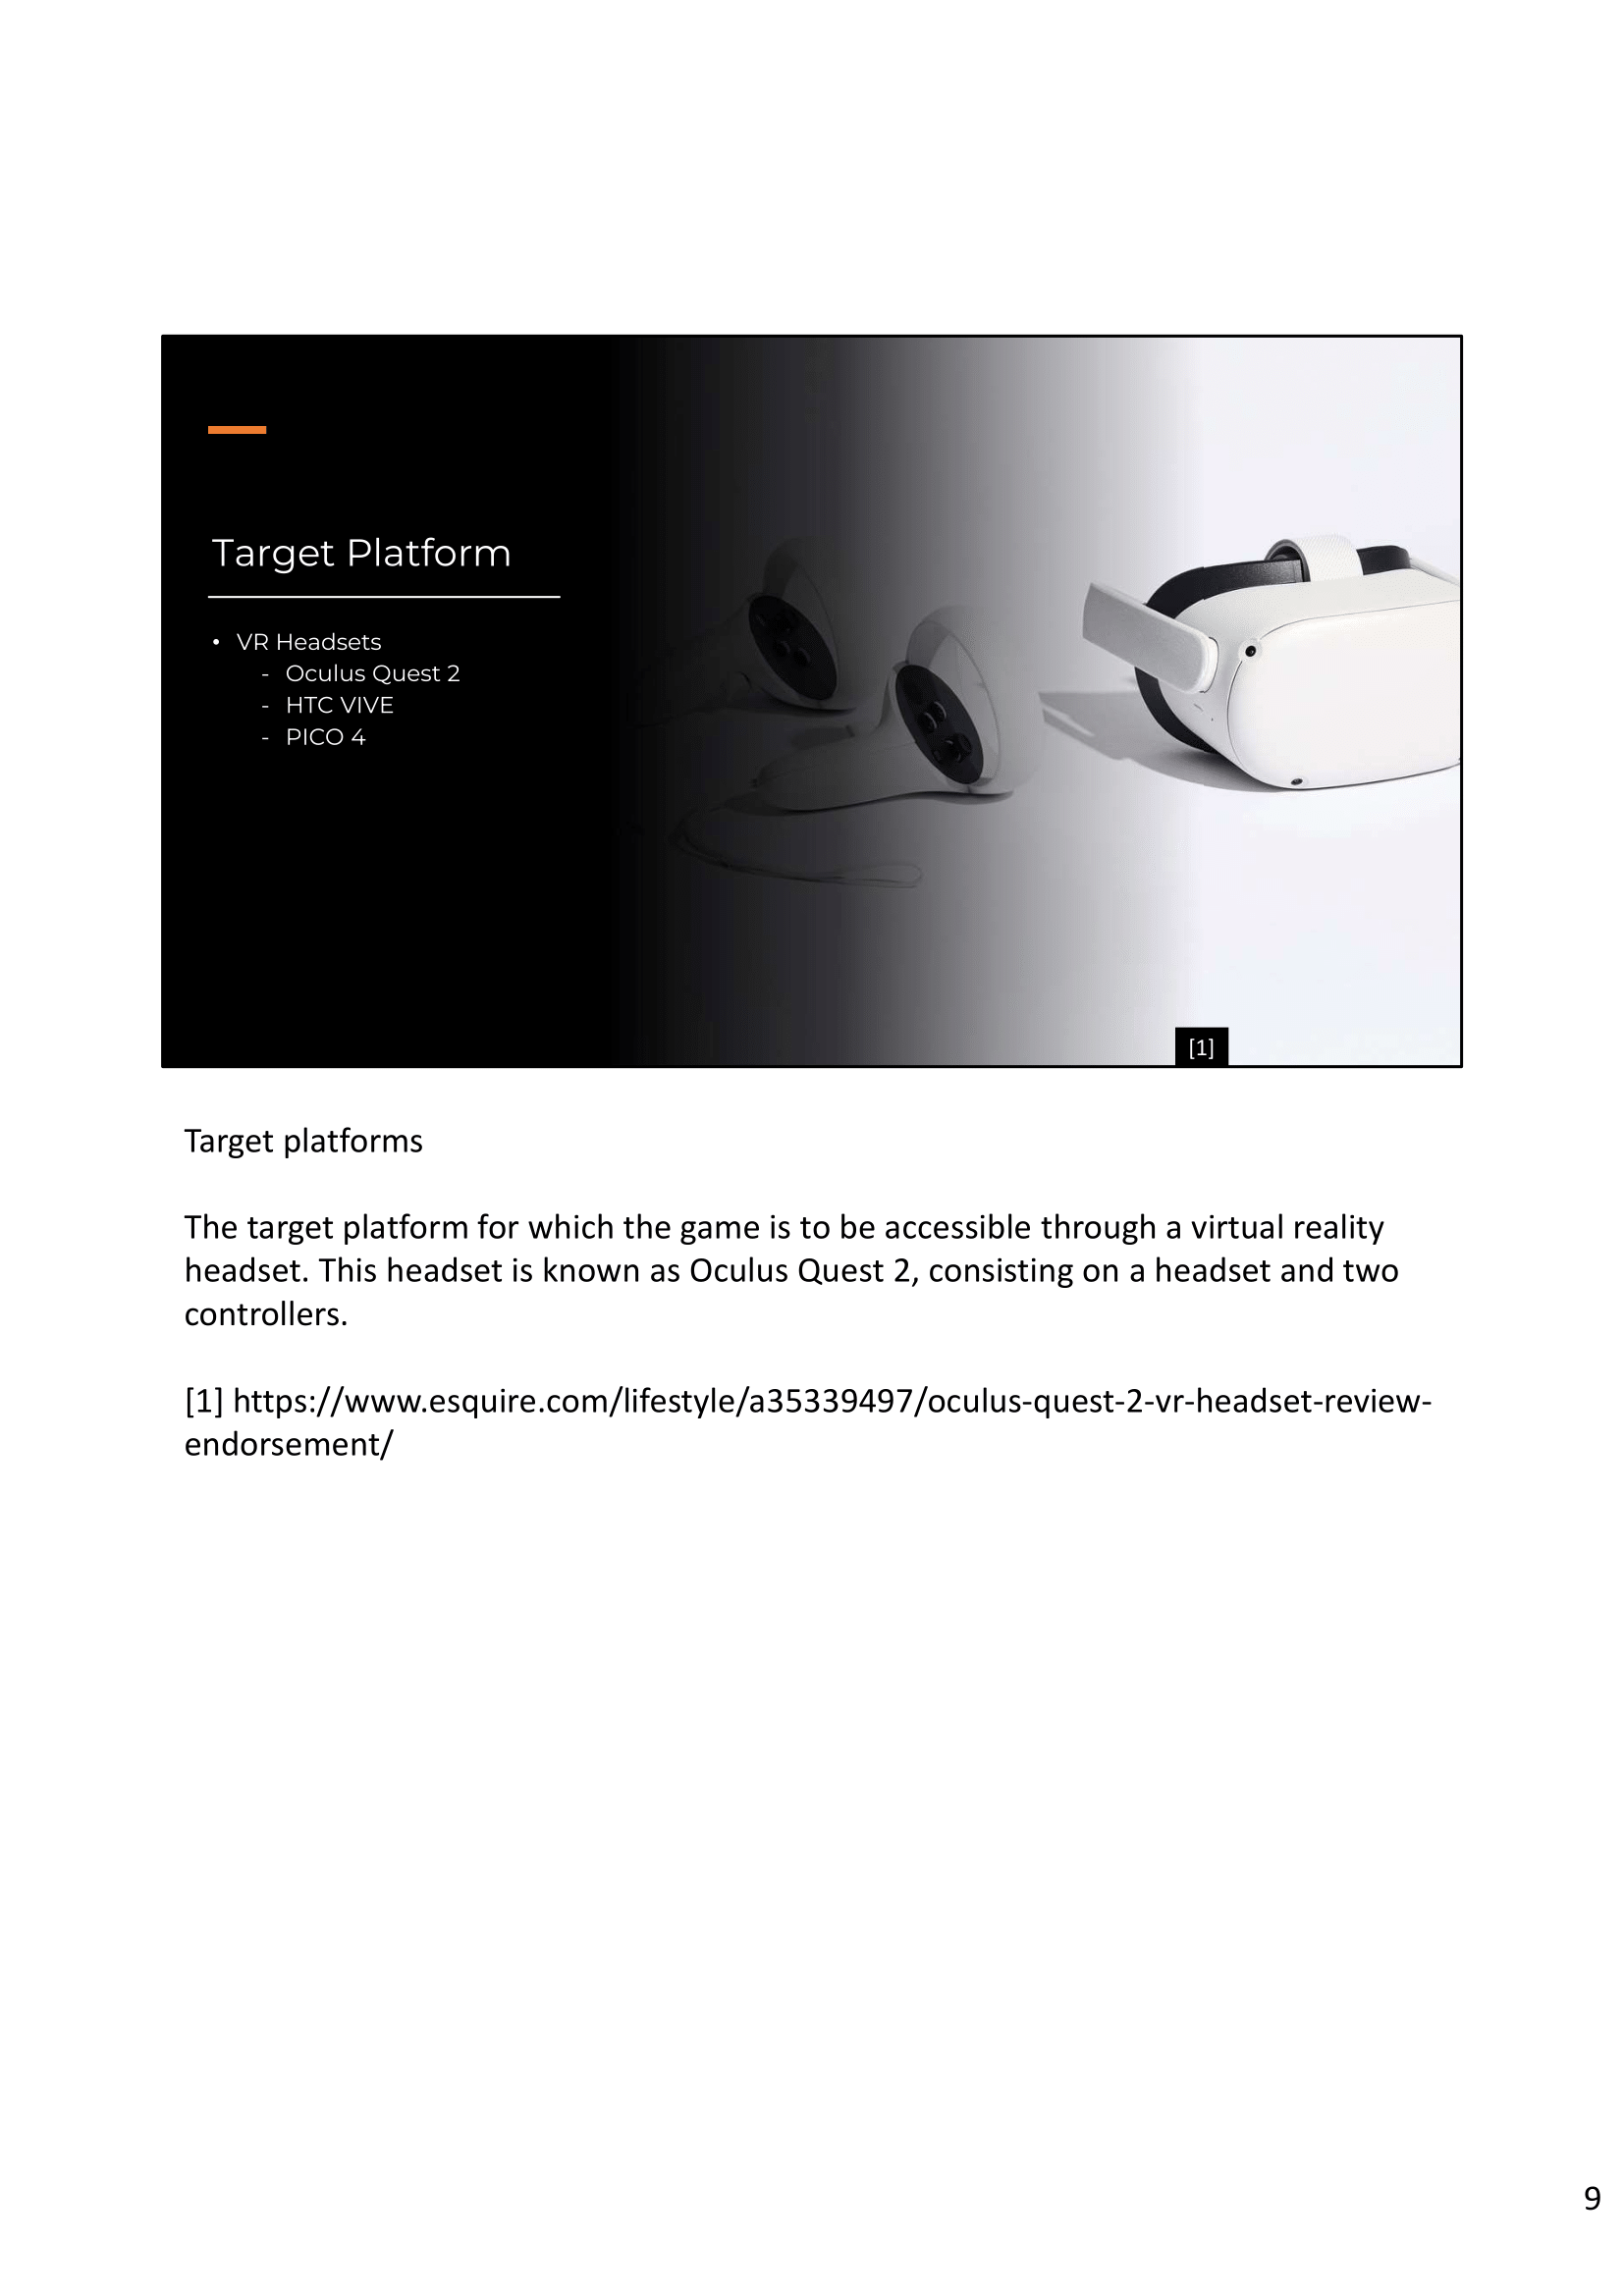 Target Platform
• VR Headsets
- Oculus Quest 2
- HTC VIVE
- PICO 4
[1]
Target platforms
The target platform for which the game is to be accessible through a virtual reality
headset. This headset is known as Oculus Quest 2, consisting on a headset and two
controllers.
[1] https://www.esquire.com/lifestyle/a35339497/oculus-quest-2-vr-headset-review-
endorsement/
9